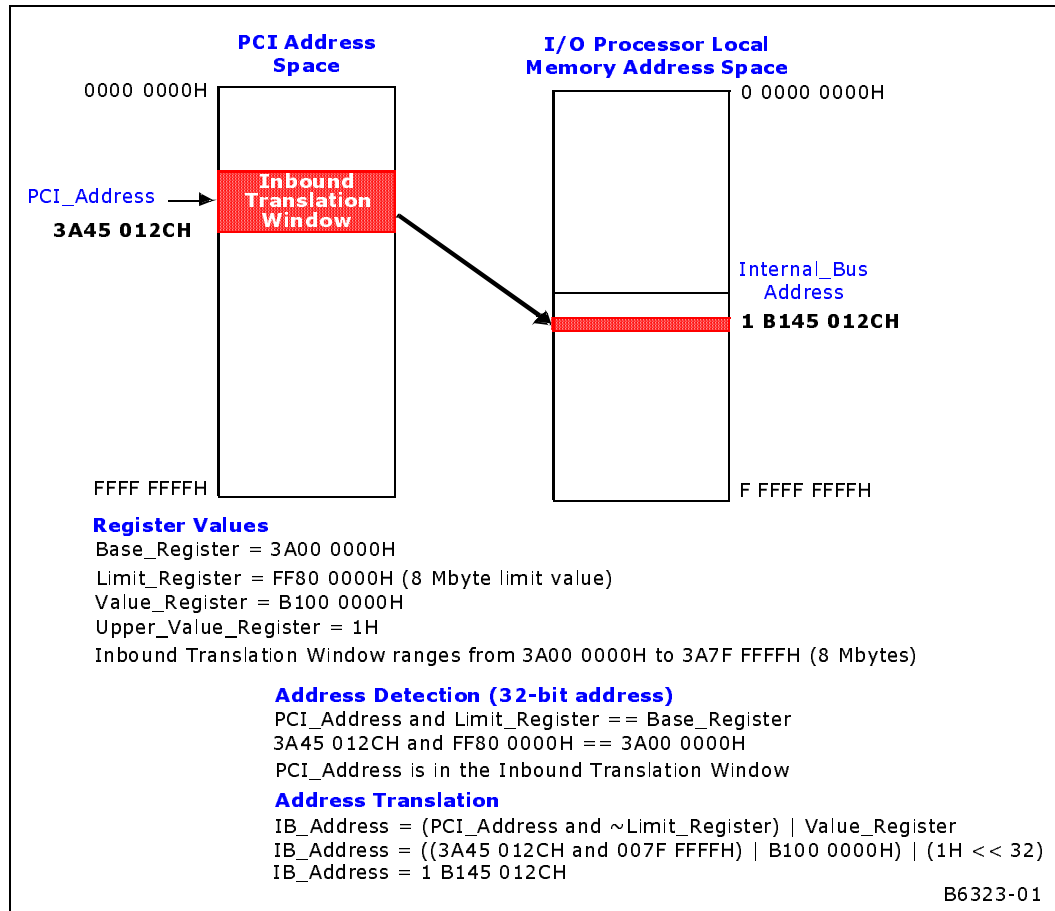 PCI Address
Space
I/O Processor Local
Memory Address Space
0000 0000H
0 0000 0000H
Inbound
Translation
Window
PCI_Address
3A45 012CH
Internal_Bus
Address
1 B145 012CH
FFFF FFFFH
F FFFF FFFFH
Register Values
Base_Register = 3A00 0000H
Limit_Register = FF80 0000H (8 Mbyte limit value)
Value_Register = B100 0000H
Upper_Value_Register = 1H
Inbound Translation Window ranges from 3A00 0000H to 3A7F FFFFH (8 Mbytes)
Address Detection (32-bit address)
PCI_Address and Limit_Register == Base_Register
3A45 012CH and FF80 0000H == 3A00 0000H
PCI_Address is in the Inbound Translation Window
Address Translation
IB_Address = (PCI_Address and ~Limit_Register) | Value_Register
IB_Address = ((3A45 012CH and 007F FFFFH) | B100 0000H) | (1H << 32)
IB_Address = 1 B145 012CH
B6323-01